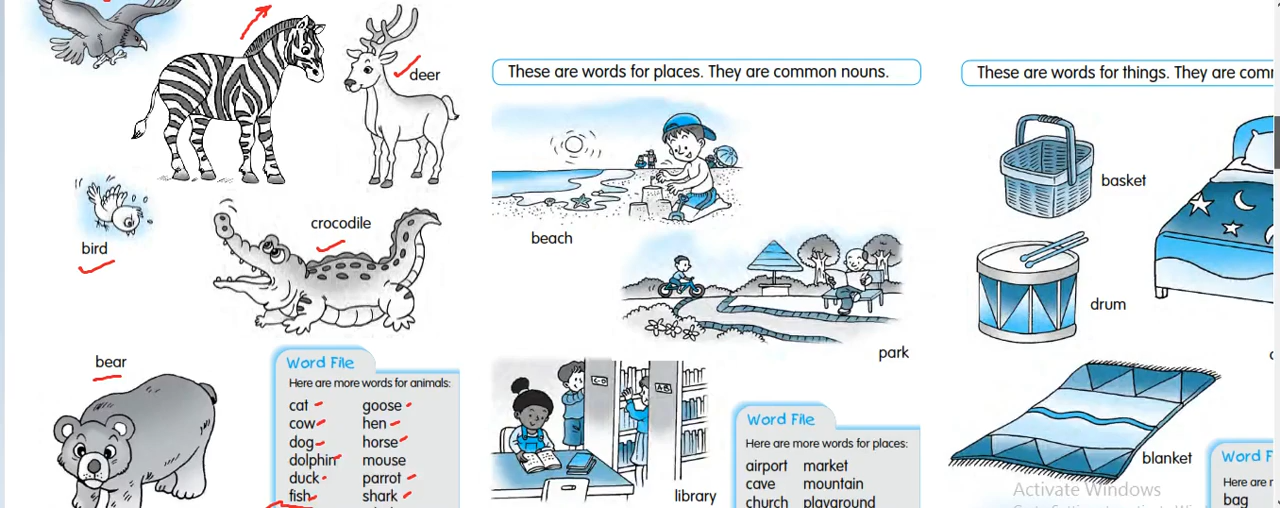 deer
bird
crocodile
bear
Word File
Here are more words for animals:
cat goose
cow hen
dog horse
dolphin mouse
duck parrot
fish shark
These are words for places. They are common nouns.
beach
park
library
Word File
Here are more words for places:
airport market
cave mountain
church playground
These are words for things. They are com
basket
drum
blanket
Word F
Here are
bag
Activate Windows